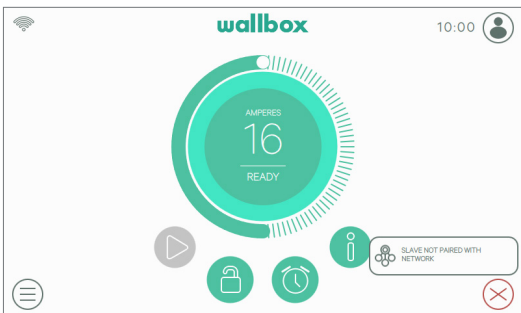 wallbox
10:00
AMPERES
16
READY
SLAVE NOT PAIRED WITH
NETWORK